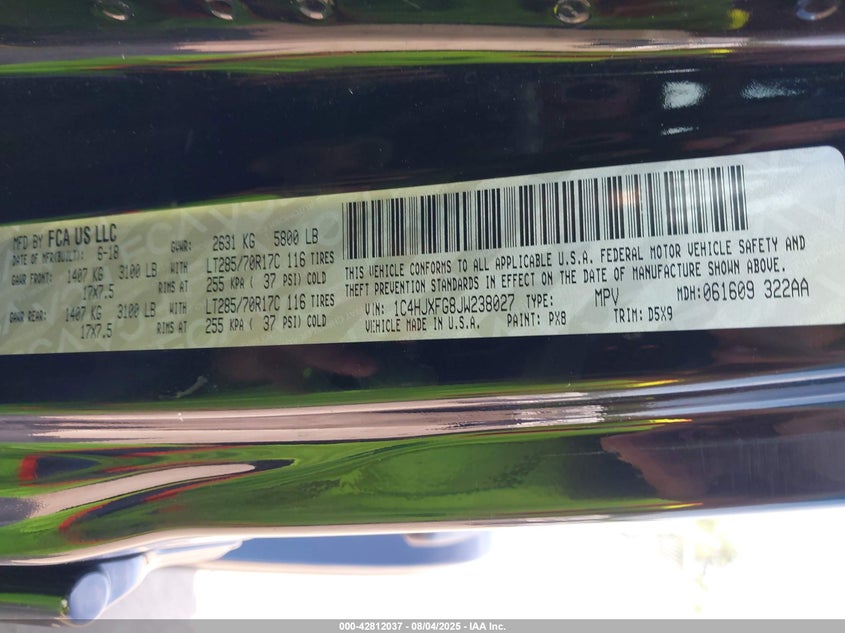 MFD BY FCA US LLC
DATE OF MFR(BUILT): 6-18 GVWR: 2631 KG 5800 LB
GAWR FRONT: 1407 KG 3100 LB WITH LT285/70R17C 116 TIRES
17X7.5 RIMS AT 255 KPA ( 37 PSI) COLD
GAWR REAR: 1407 KG 3100 LB WITH LT285/70R17C 116 TIRES
17X7.5 RIMS AT 255 KPA ( 37 PSI) COLD
THIS VEHICLE CONFORMS TO ALL APPLICABLE U.S.A. FEDERAL MOTOR VEHICLE SAFETY AND
THEFT PREVENTION STANDARDS IN EFFECT ON THE DATE OF MANUFACTURE SHOWN ABOVE.
VIN: 1C4HJXFG8JW238027 TYPE: MPV MDH:061609 322AA
VEHICLE MADE IN U.S.A. PAINT: PX8 TRIM: D5X9
000-42812037 - 08/04/2025 - IAA Inc.